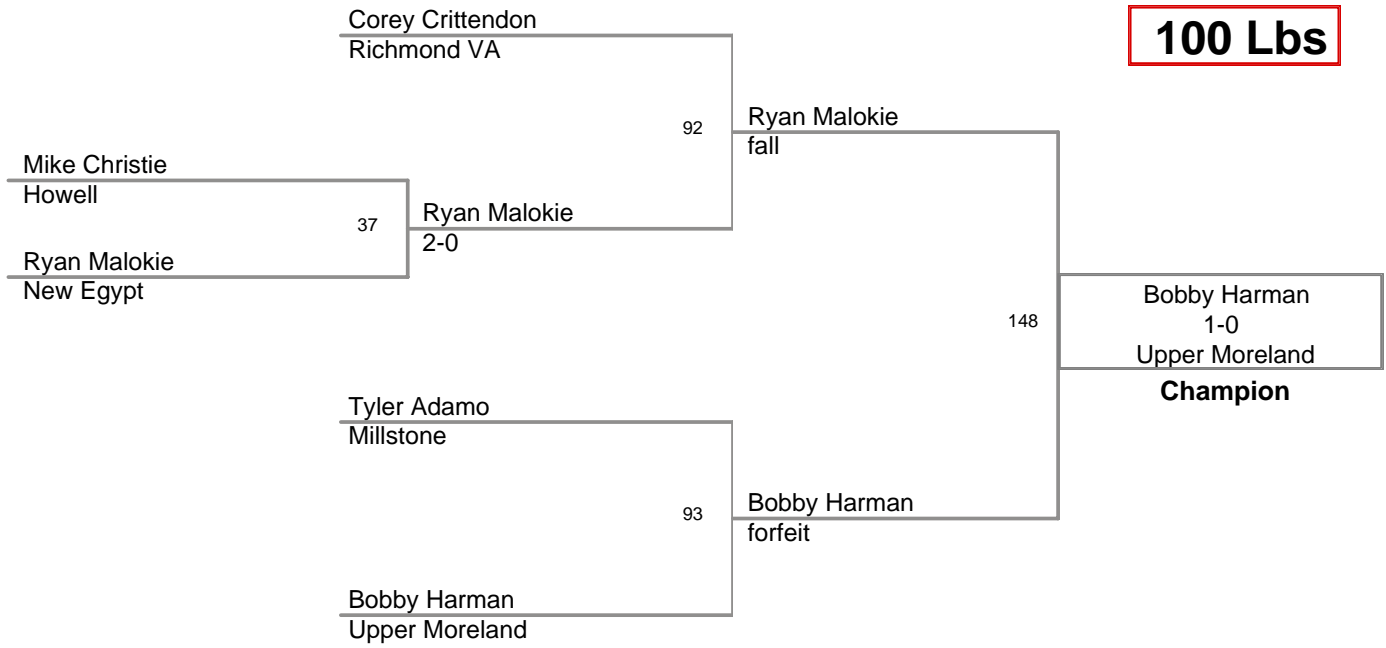 Corey Crittendon
Richmond VA
100 Lbs
92
Ryan Malokie
fall
Mike Christie
Howell
37
Ryan Malokie
2-0
Ryan Malokie
New Egypt
148
Bobby Harman
1-0
Upper Moreland
Champion
Tyler Adamo
Millstone
93
Bobby Harman
forfeit
Bobby Harman
Upper Moreland